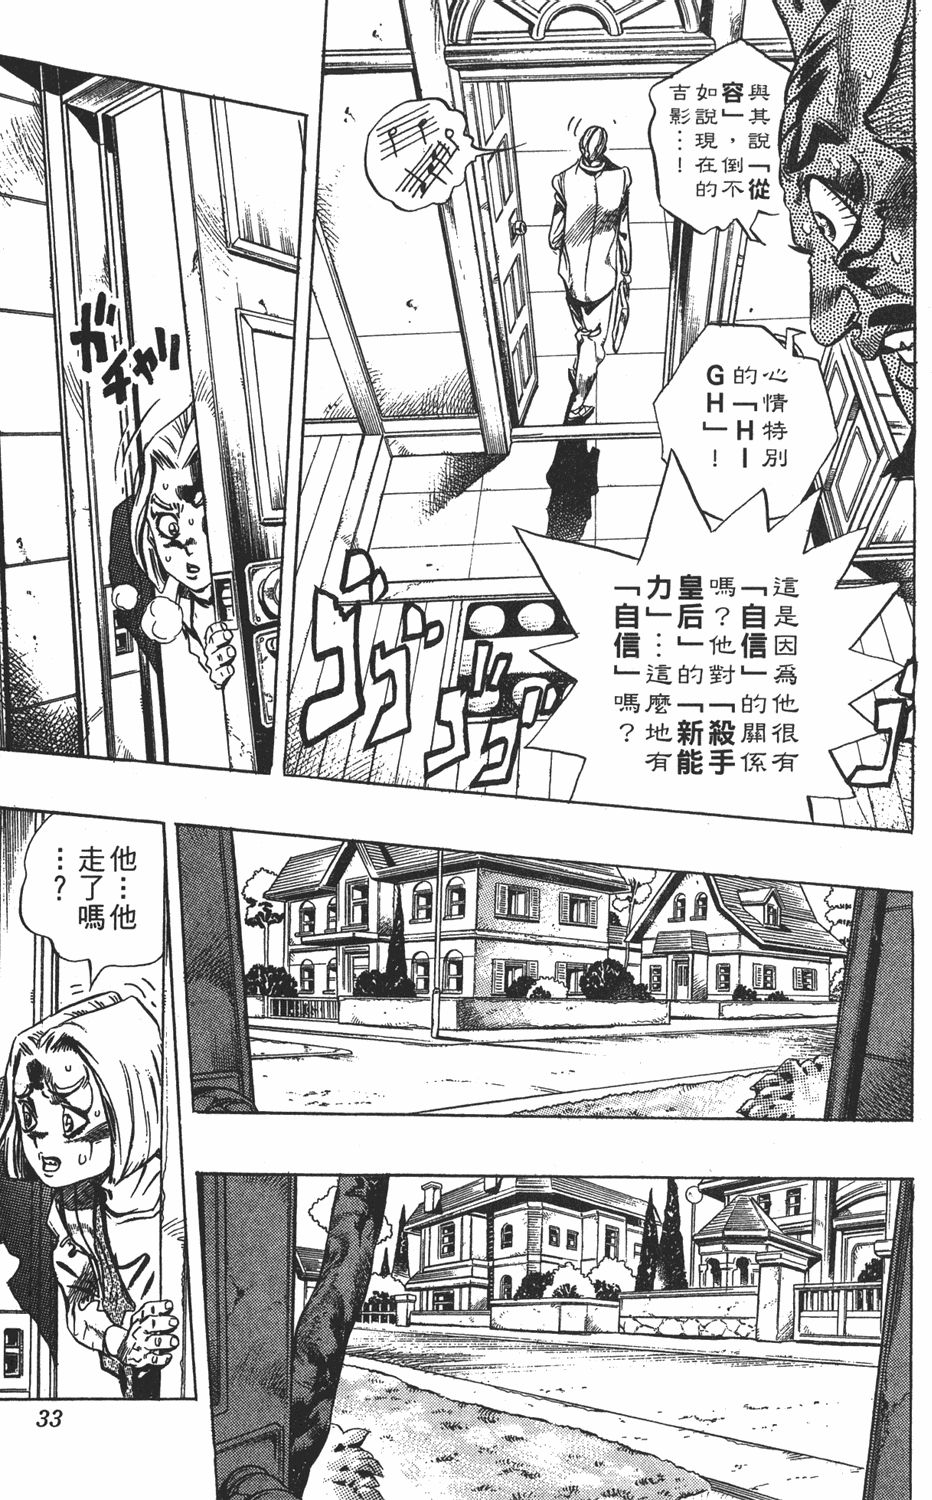 與其說「從
容」，倒不
如說現在的
吉影…！
心情特別
的「HI
GH」！
這是因為他很有
「自信」的關係
嗎？他對「殺手
皇后」的「新能
力」…這麼地有
「自信」嗎？
ゴゴゴゴ
ガチャッ
他…他
走了嗎
…？
33